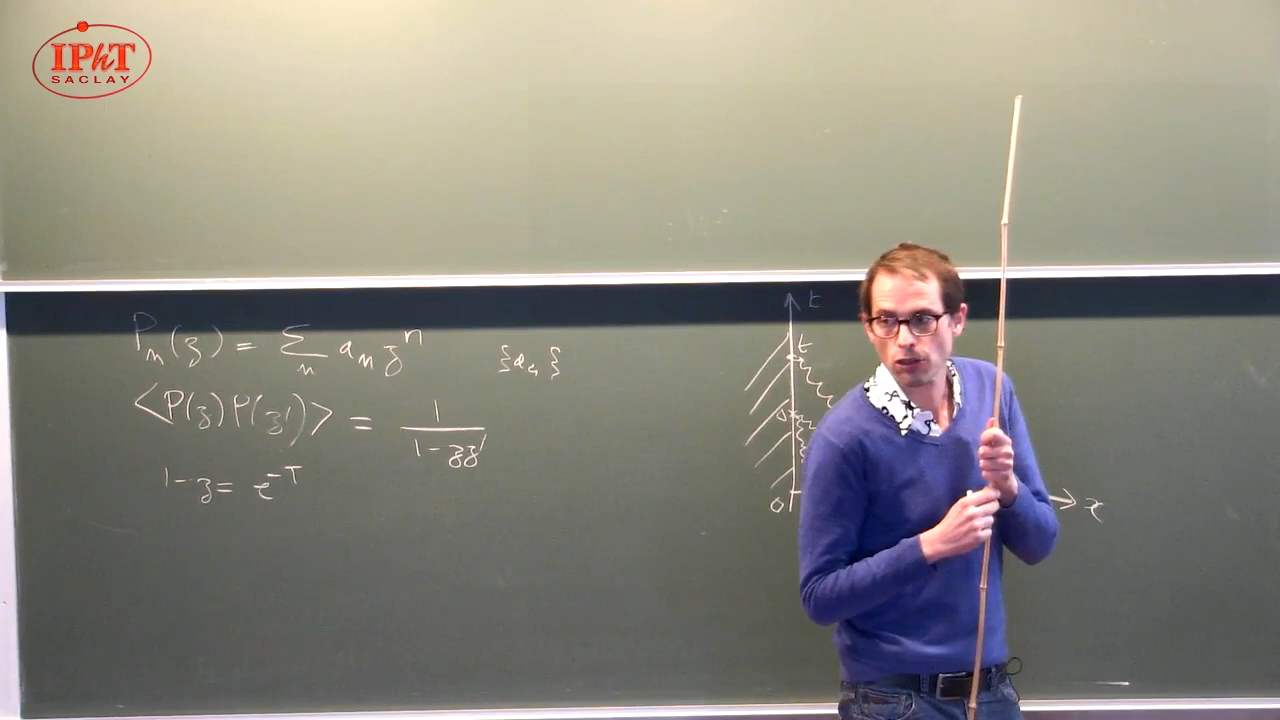 IPhT
SACLAY
P_n(z) = Σ_n a_n z^n {a_n}
<P(z) P(z')> = 1/(1-zz')
1-z = e^{-T}
t
t
s
0
x